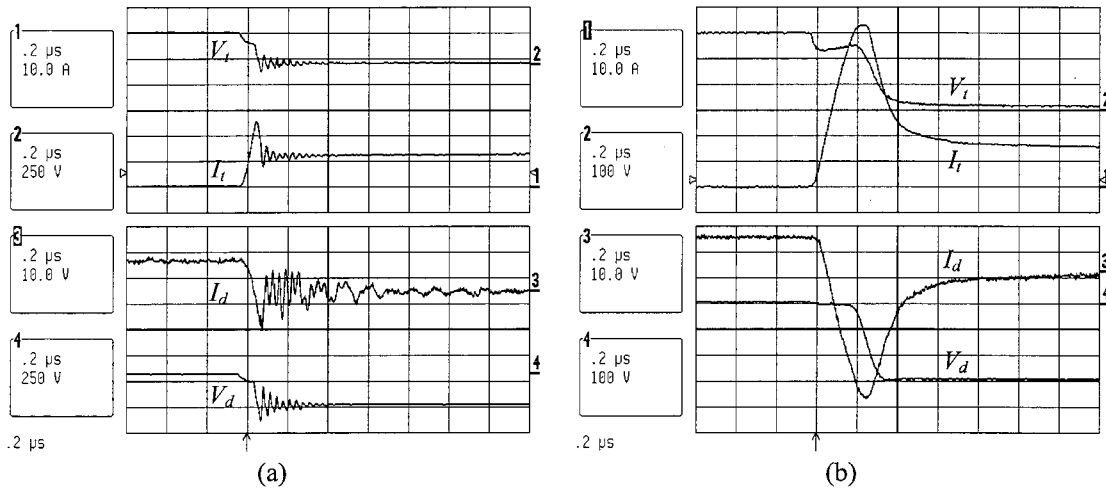 1
.2 µs
10.0 A
2
.2 µs
250 V
3
.2 µs
10.0 V
4
.2 µs
250 V
.2 µs
V_t
I_t
I_d
V_d
2
1
3
4
(a)
1
.2 µs
10.0 A
2
.2 µs
100 V
3
.2 µs
10.0 V
4
.2 µs
100 V
.2 µs
V_t
I_t
I_d
V_d
3
(b)